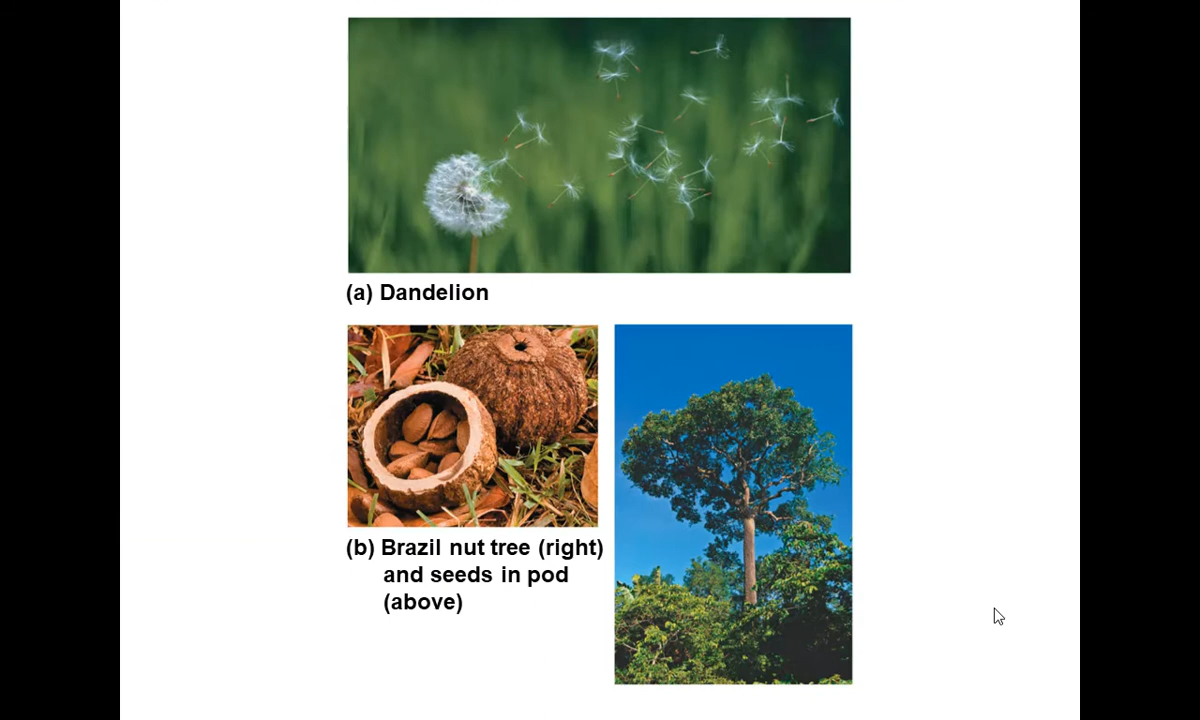 (a) Dandelion
(b) Brazil nut tree (right)
and seeds in pod
(above)